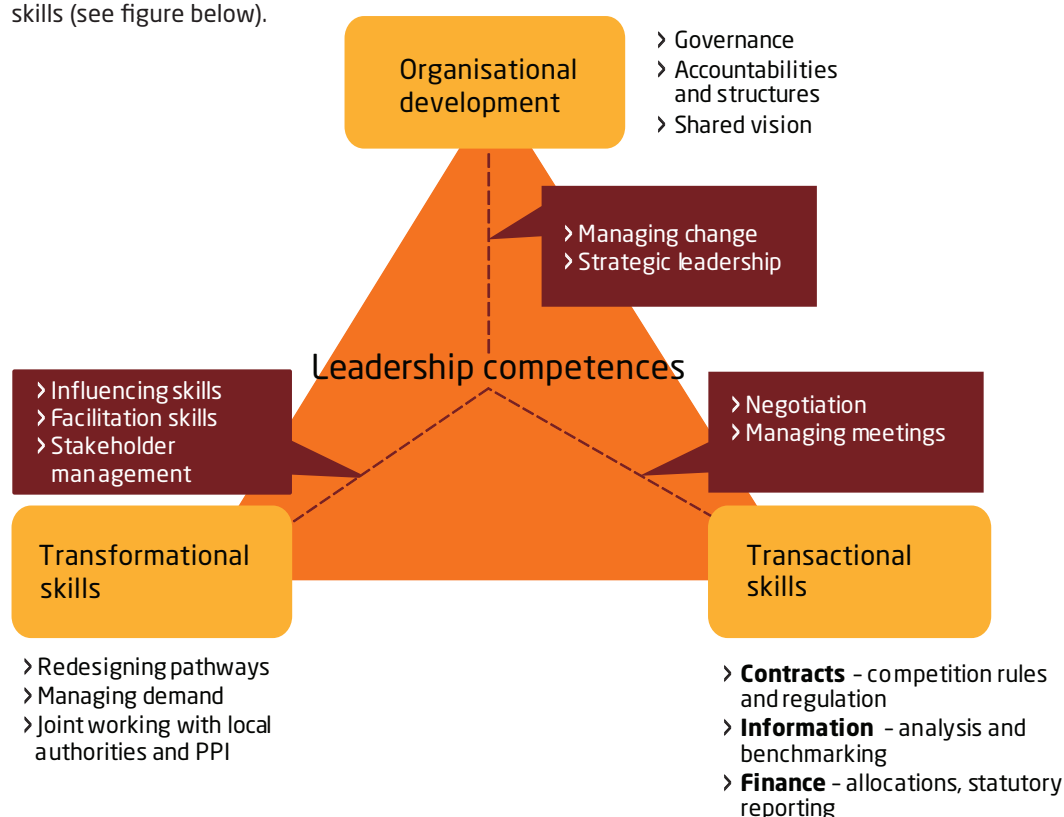 skills (see figure below).
Organisational
development
› Governance
› Accountabilities
and structures
› Shared vision
› Managing change
› Strategic leadership
Leadership competences
› Influencing skills
› Facilitation skills
› Stakeholder
management
› Negotiation
› Managing meetings
Transformational
skills
Transactional
skills
› Redesigning pathways
› Managing demand
› Joint working with local
authorities and PPI
› Contracts – competition rules
and regulation
› Information – analysis and
benchmarking
› Finance – allocations, statutory
reporting